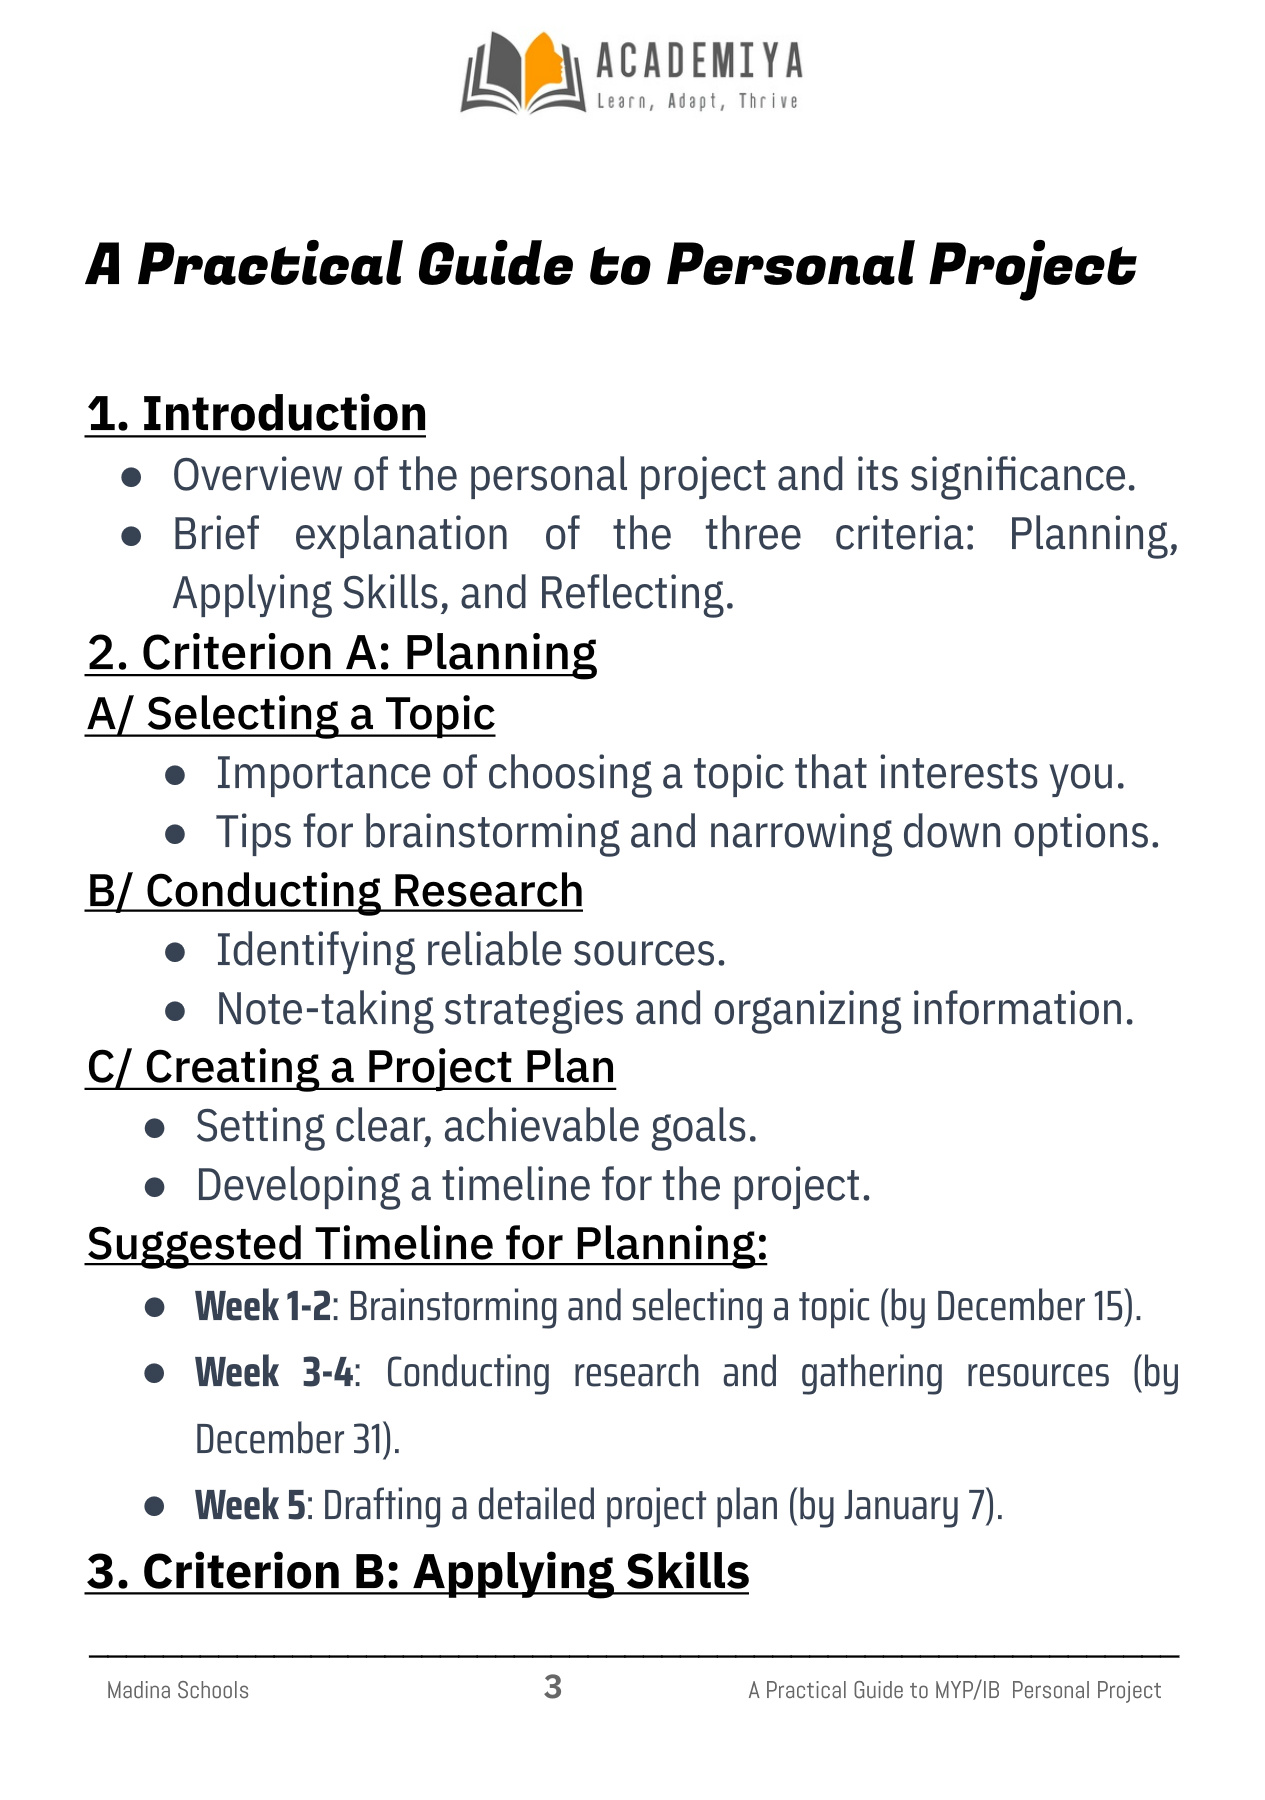 ACADEMIYA
Learn, Adapt, Thrive
A Practical Guide to Personal Project
1. Introduction
● Overview of the personal project and its significance.
● Brief explanation of the three criteria: Planning,
Applying Skills, and Reflecting.
2. Criterion A: Planning
A/ Selecting a Topic
● Importance of choosing a topic that interests you.
● Tips for brainstorming and narrowing down options.
B/ Conducting Research
● Identifying reliable sources.
● Note-taking strategies and organizing information.
C/ Creating a Project Plan
● Setting clear, achievable goals.
● Developing a timeline for the project.
Suggested Timeline for Planning:
● Week 1-2: Brainstorming and selecting a topic (by December 15).
● Week 3-4: Conducting research and gathering resources (by
December 31).
● Week 5: Drafting a detailed project plan (by January 7).
3. Criterion B: Applying Skills
Madina Schools 3 A Practical Guide to MYP/IB Personal Project